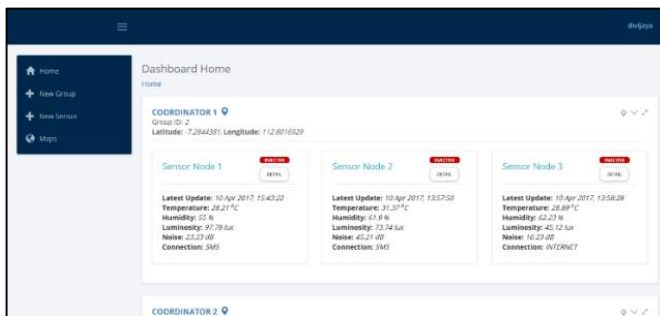 divijaya
Home
New Group
New Sensor
Maps
Dashboard Home
Home
COORDINATOR 1
Group ID: 2
Latitude: -7.2844381. Longitude: 112.8016929
Sensor Node 1
INACTIVE
DETAIL
Latest Update: 10 Apr 2017, 15:43:22
Temperature: 28.21 °C
Humidity: 55 %
Luminosity: 97.78 lux
Noise: 23.23 dB
Connection: SMS
Sensor Node 2
INACTIVE
DETAIL
Latest Update: 10 Apr 2017, 13:57:50
Temperature: 31.37 °C
Humidity: 61.9 %
Luminosity: 73.74 lux
Noise: 45.21 dB
Connection: SMS
Sensor Node 3
INACTIVE
DETAIL
Latest Update: 10 Apr 2017, 13:58:28
Temperature: 28.89 °C
Humidity: 62.23 %
Luminosity: 45.12 lux
Noise: 10.23 dB
Connection: INTERNET
COORDINATOR 2